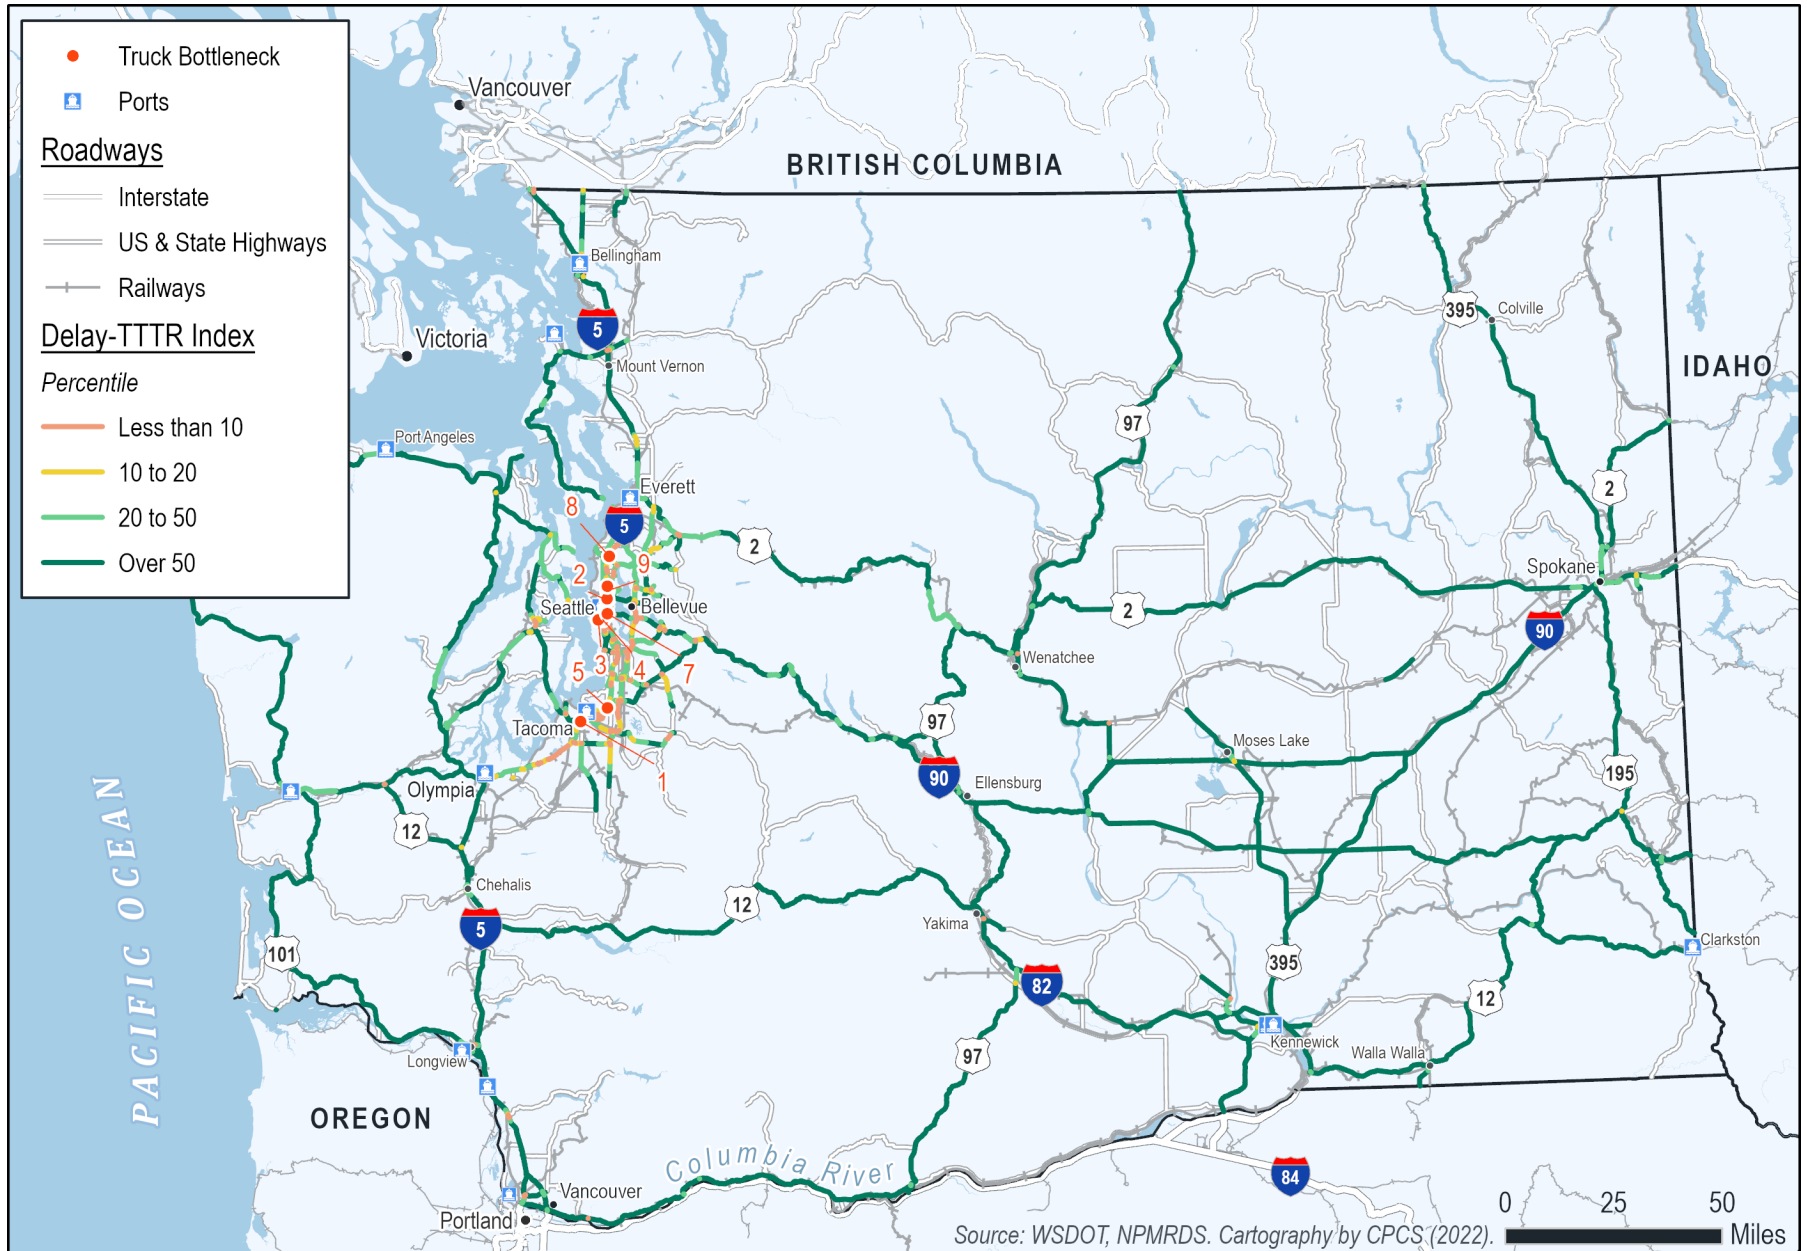 Truck Bottleneck
Ports
Roadways
Interstate
US & State Highways
Railways
Delay-TTTR Index
Percentile
Less than 10
10 to 20
20 to 50
Over 50
Vancouver
BRITISH COLUMBIA
Bellingham
5
Victoria
Mount Vernon
395
Colville
IDAHO
97
Port Angeles
Everett
8
5
2
2
2
9
Spokane
Seattle
Bellevue
2
90
5
3
4
7
Wenatchee
Tacoma
97
Moses Lake
1
90
Ellensburg
195
Olympia
12
PACIFIC OCEAN
Chehalis
12
5
Yakima
101
395
Clarkston
82
12
Longview
97
Kennewick
Walla Walla
OREGON
Columbia River
84
Vancouver
Portland
0
25
50
Miles
Source: WSDOT, NPMRDS. Cartography by CPCS (2022).